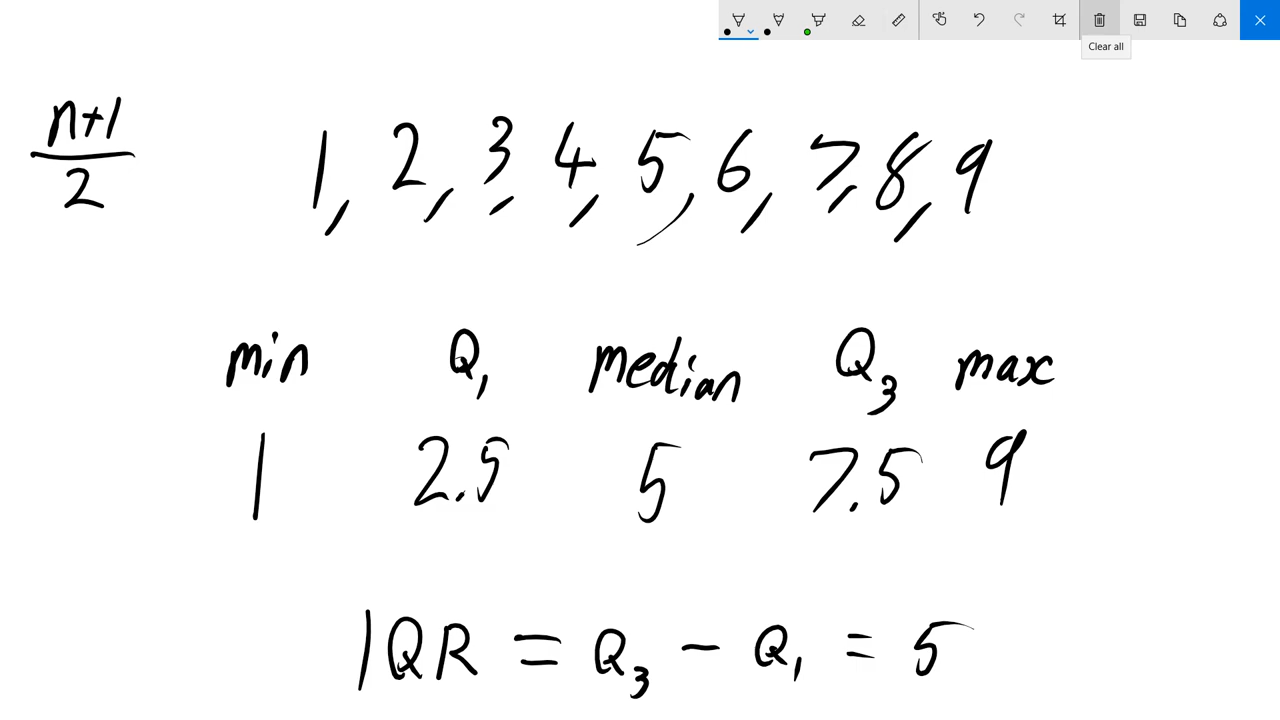 Clear all
n+1
2
1, 2, 3, 4, 5, 6, 7, 8, 9
min Q₁ median Q₃ max
1 2.5 5 7.5 9
IQR = Q₃ - Q₁ = 5